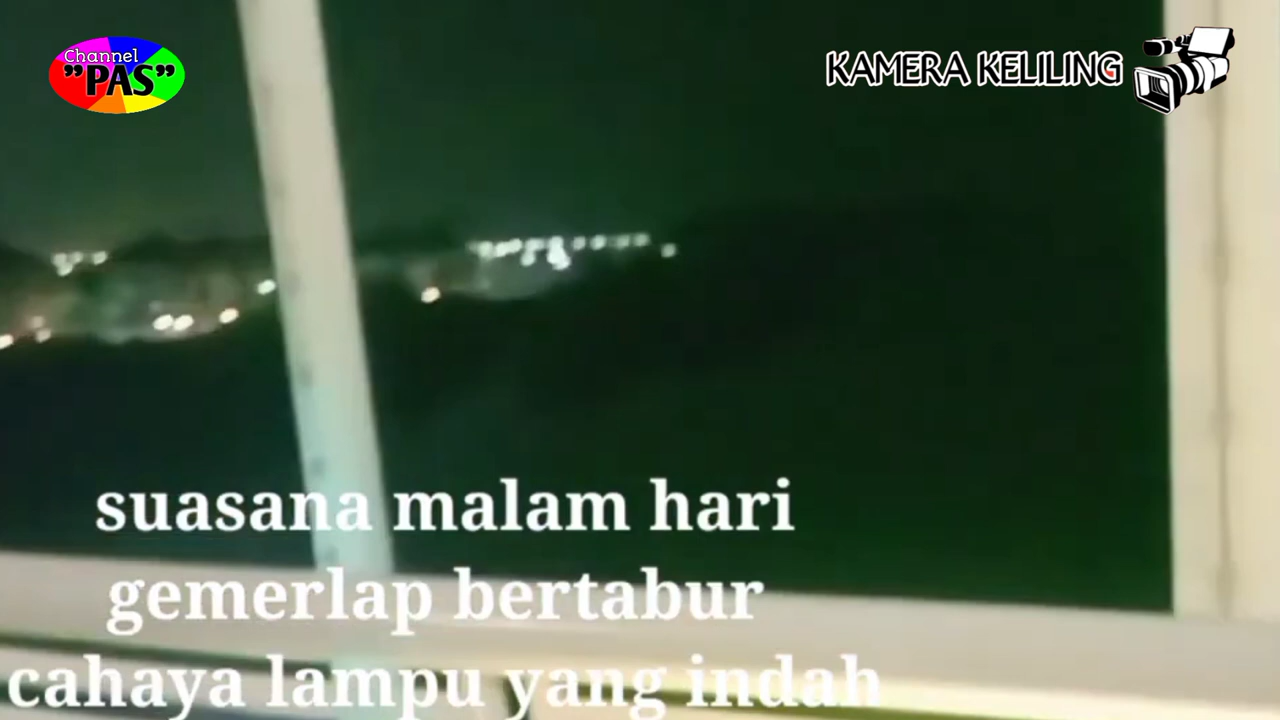 Channel
"PAS"
KAMERA KELILING
suasana malam hari
gemerlap bertabur
cahaya lampu yang indah